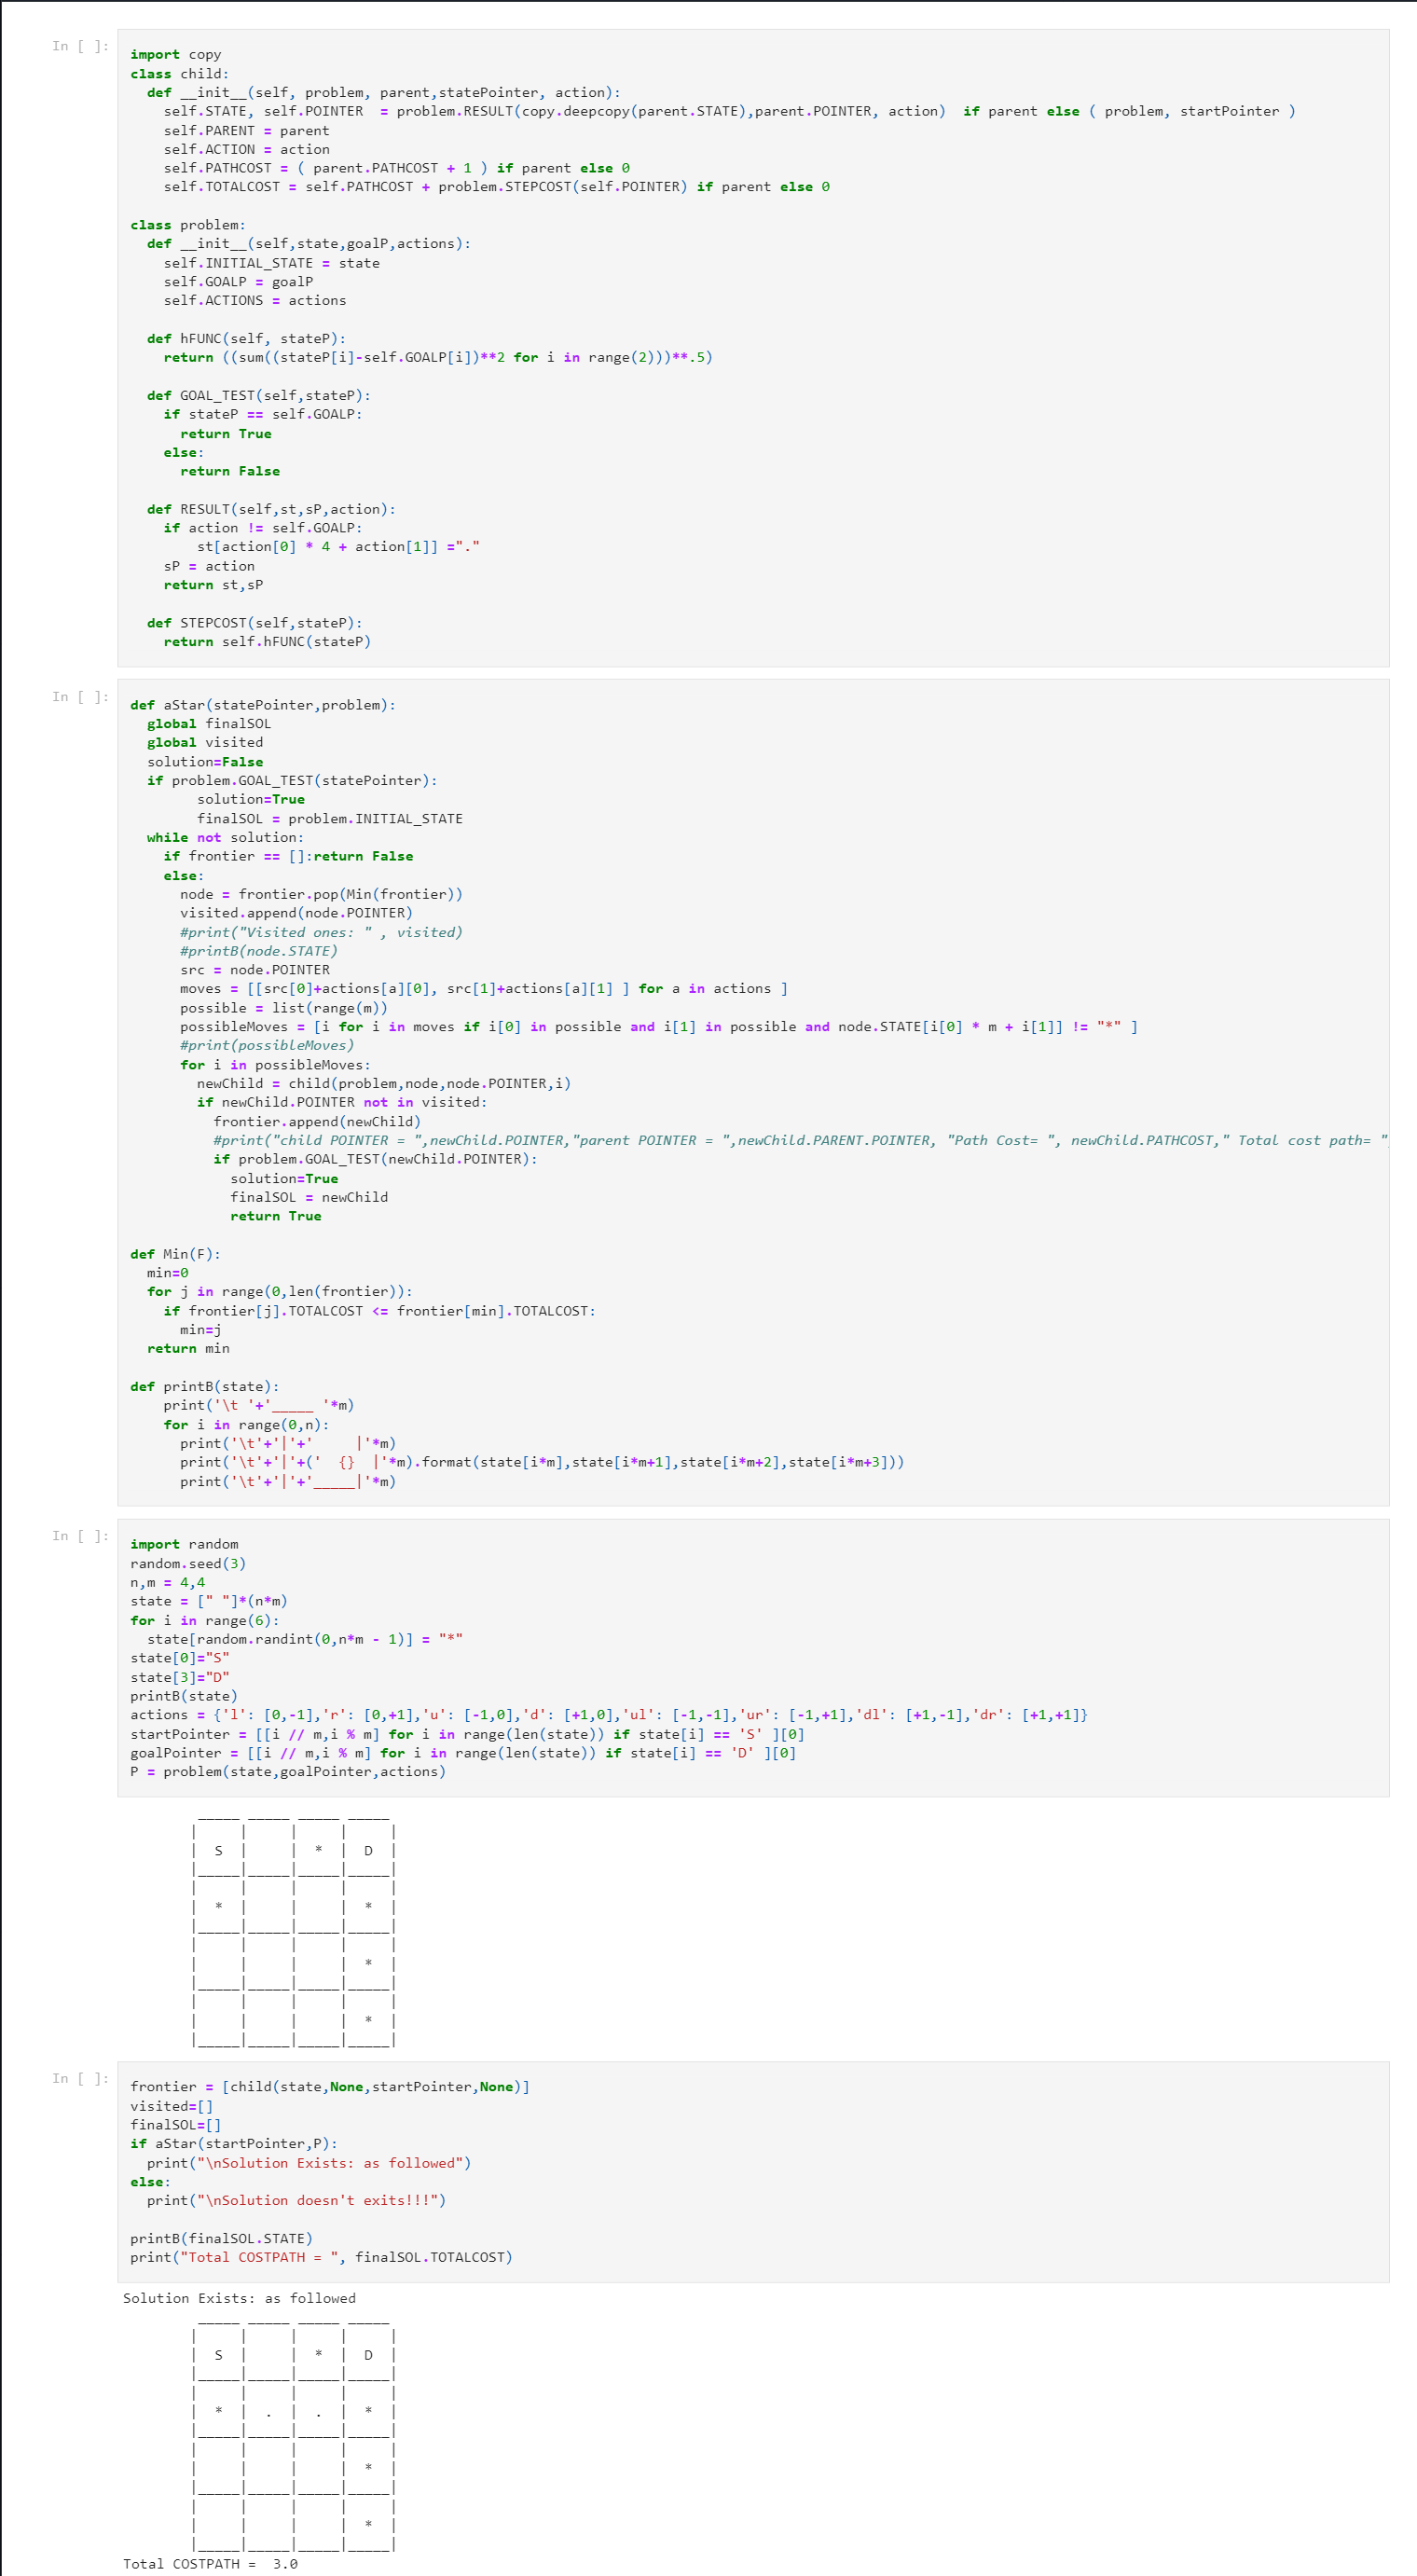 In [ ]:
import copy
class child:
  def __init__(self, problem, parent,statePointer, action):
    self.STATE, self.POINTER  = problem.RESULT(copy.deepcopy(parent.STATE),parent.POINTER, action)  if parent else ( problem, startPointer )
    self.PARENT = parent
    self.ACTION = action
    self.PATHCOST = ( parent.PATHCOST + 1 ) if parent else 0
    self.TOTALCOST = self.PATHCOST + problem.STEPCOST(self.POINTER) if parent else 0

class problem:
  def __init__(self,state,goalP,actions):
    self.INITIAL_STATE = state
    self.GOALP = goalP
    self.ACTIONS = actions

  def hFUNC(self, stateP):
    return ((sum((stateP[i]-self.GOALP[i])**2 for i in range(2)))**.5)

  def GOAL_TEST(self,stateP):
    if stateP == self.GOALP:
      return True
    else:
      return False

  def RESULT(self,st,sP,action):
    if action != self.GOALP:
        st[action[0] * 4 + action[1]] ="."
    sP = action
    return st,sP

  def STEPCOST(self,stateP):
    return self.hFUNC(stateP)

In [ ]:
def aStar(statePointer,problem):
  global finalSOL
  global visited
  solution=False
  if problem.GOAL_TEST(statePointer):
        solution=True
        finalSOL = problem.INITIAL_STATE
  while not solution:
    if frontier == []:return False
    else:
      node = frontier.pop(Min(frontier))
      visited.append(node.POINTER)
      #print("Visited ones: " , visited)
      #printB(node.STATE)
      src = node.POINTER
      moves = [[src[0]+actions[a][0], src[1]+actions[a][1] ] for a in actions ]
      possible = list(range(m))
      possibleMoves = [i for i in moves if i[0] in possible and i[1] in possible and node.STATE[i[0] * m + i[1]] != "*" ]
      #print(possibleMoves)
      for i in possibleMoves:
        newChild = child(problem,node,node.POINTER,i)
        if newChild.POINTER not in visited:
          frontier.append(newChild)
          #print("child POINTER = ",newChild.POINTER,"parent POINTER = ",newChild.PARENT.POINTER, "Path Cost= ", newChild.PATHCOST," Total cost path= "
          if problem.GOAL_TEST(newChild.POINTER):
            solution=True
            finalSOL = newChild
            return True

def Min(F):
  min=0
  for j in range(0,len(frontier)):
    if frontier[j].TOTALCOST <= frontier[min].TOTALCOST:
      min=j
  return min

def printB(state):
    print('\t '+'_____ '*m)
    for i in range(0,n):
      print('\t'+'|'+'     |'*m)
      print('\t'+'|'+('  {}  |'*m).format(state[i*m],state[i*m+1],state[i*m+2],state[i*m+3]))
      print('\t'+'|'+'_____|'*m)

In [ ]:
import random
random.seed(3)
n,m = 4,4
state = [" "]*(n*m)
for i in range(6):
  state[random.randint(0,n*m - 1)] = "*"
state[0]="S"
state[3]="D"
printB(state)
actions = {'l': [0,-1],'r': [0,+1],'u': [-1,0],'d': [+1,0],'ul': [-1,-1],'ur': [-1,+1],'dl': [+1,-1],'dr': [+1,+1]}
startPointer = [[i // m,i % m] for i in range(len(state)) if state[i] == 'S' ][0]
goalPointer = [[i // m,i % m] for i in range(len(state)) if state[i] == 'D' ][0]
P = problem(state,goalPointer,actions)

         _____ _____ _____ _____
        |     |     |     |     |
        |  S  |     |  *  |  D  |
        |_____|_____|_____|_____|
        |     |     |     |     |
        |  *  |     |     |  *  |
        |_____|_____|_____|_____|
        |     |     |     |     |
        |     |     |     |  *  |
        |_____|_____|_____|_____|
        |     |     |     |     |
        |     |     |     |  *  |
        |_____|_____|_____|_____|

In [ ]:
frontier = [child(state,None,startPointer,None)]
visited=[]
finalSOL=[]
if aStar(startPointer,P):
  print("\nSolution Exists: as followed")
else:
  print("\nSolution doesn't exits!!!")

printB(finalSOL.STATE)
print("Total COSTPATH = ", finalSOL.TOTALCOST)

Solution Exists: as followed
         _____ _____ _____ _____
        |     |     |     |     |
        |  S  |     |  *  |  D  |
        |_____|_____|_____|_____|
        |     |     |     |     |
        |  *  |  .  |  .  |  *  |
        |_____|_____|_____|_____|
        |     |     |     |     |
        |     |     |     |  *  |
        |_____|_____|_____|_____|
        |     |     |     |     |
        |     |     |     |  *  |
        |_____|_____|_____|_____|
Total COSTPATH =  3.0